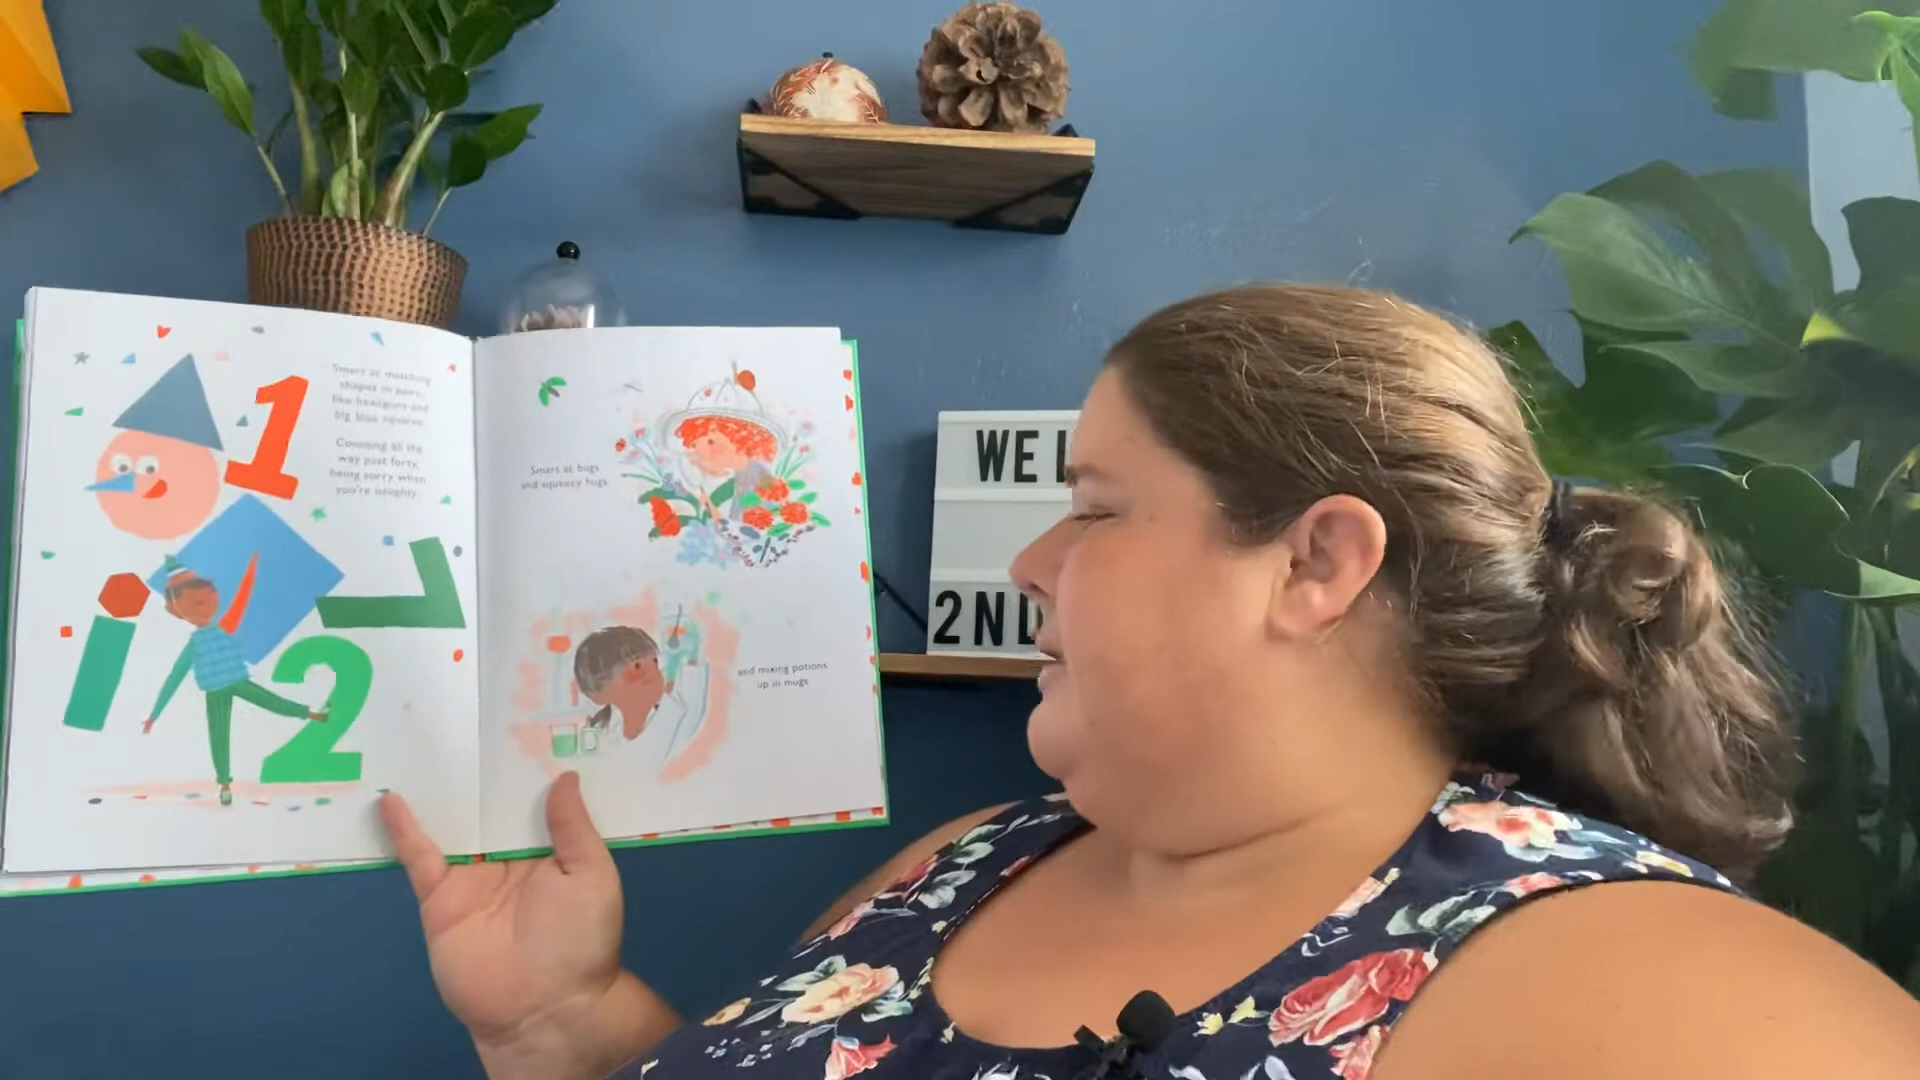 1
Smart at matching
shapes in pairs,
like hexagons and
big blue squares.
Counting all the
way past forty,
being sorry when
you're naughty.
7
2
Smart at bugs
and squeezy hugs
and mixing potions
up in mugs
WEL
2ND